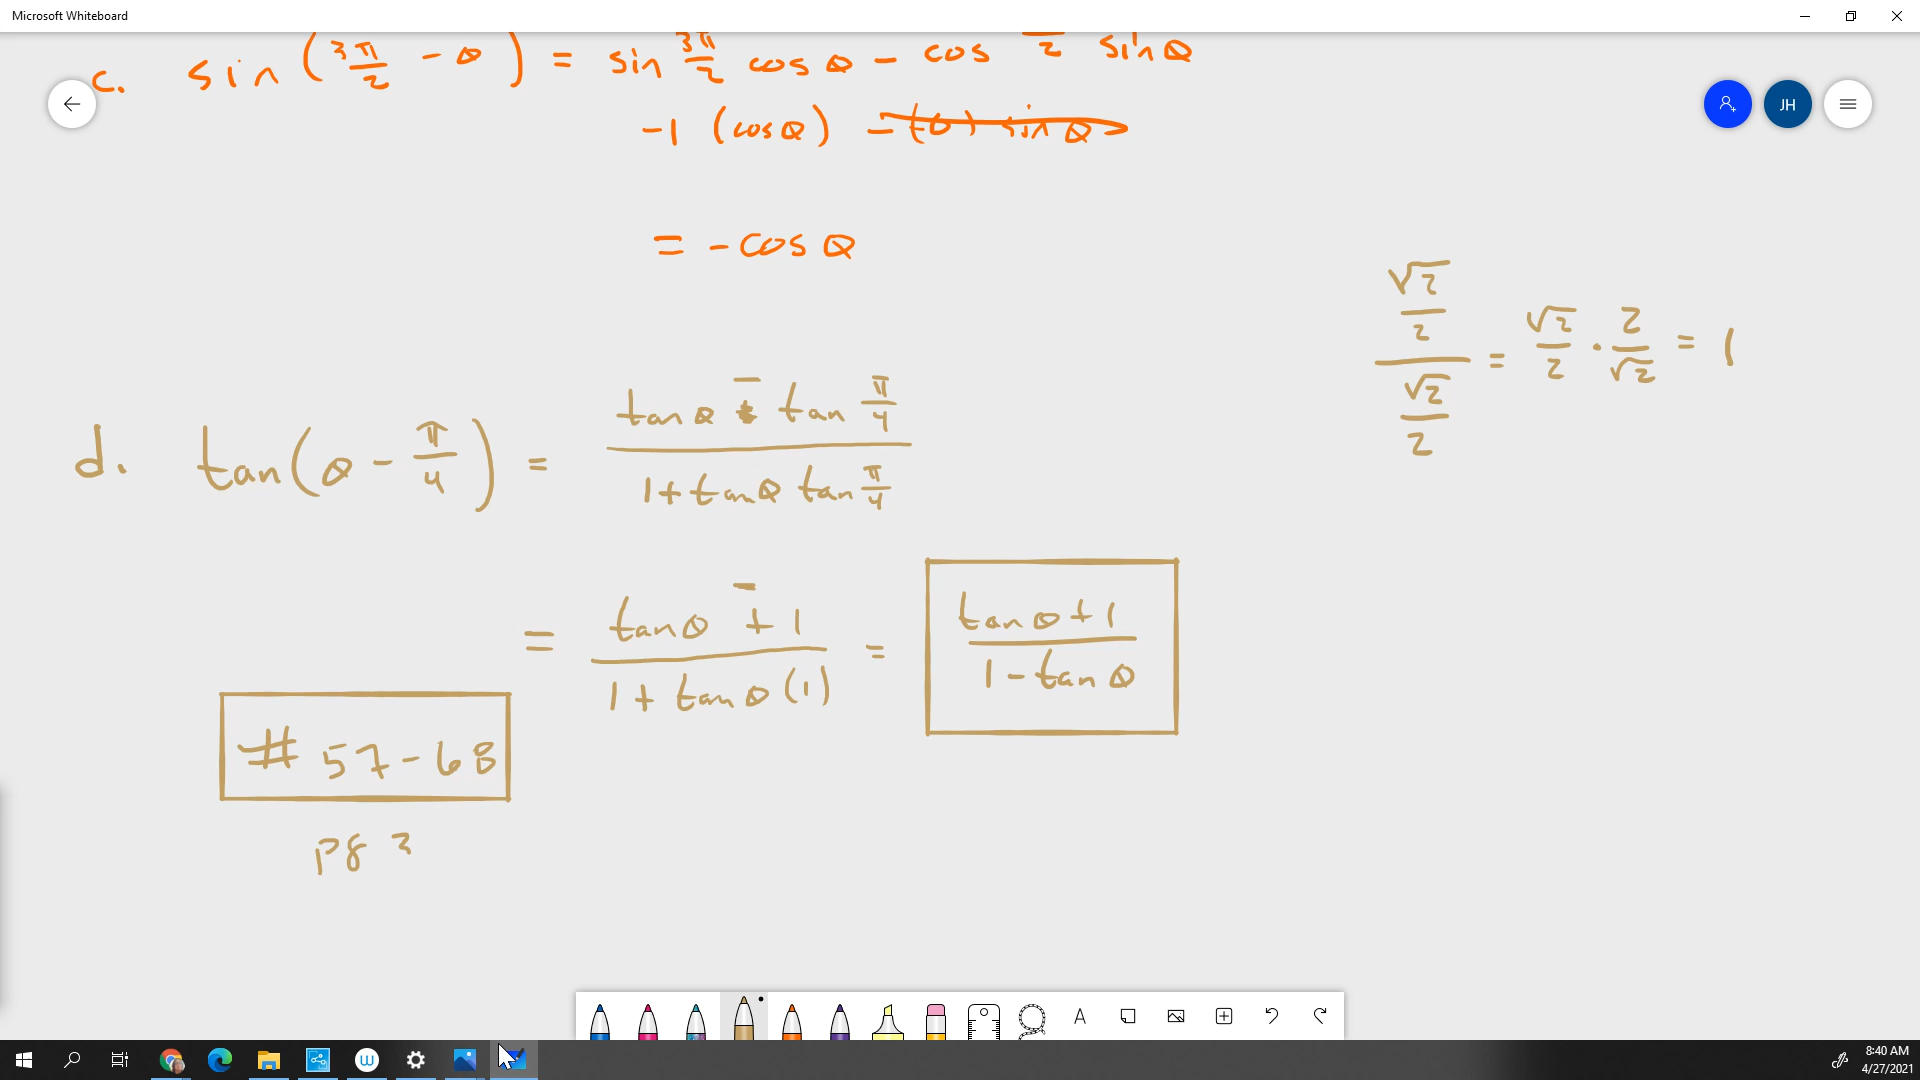 Microsoft Whiteboard
c. sin (3π/2 - θ) = sin 3π/2 cos θ - cos π/2 sin θ
-1 (cos θ) - (0) sin θ
= - cos θ
JH
(√2/2)/(√2/2) = √2/2 · 2/√2 = 1
d. tan(θ - π/4) = (tan θ - tan π/4)/(1 + tan θ tan π/4)
= (tan θ + 1)/(1 + tan θ (1)) = (tan θ + 1)/(1 - tan θ)
# 57-68
pg 3
A
8:40 AM
4/27/2021